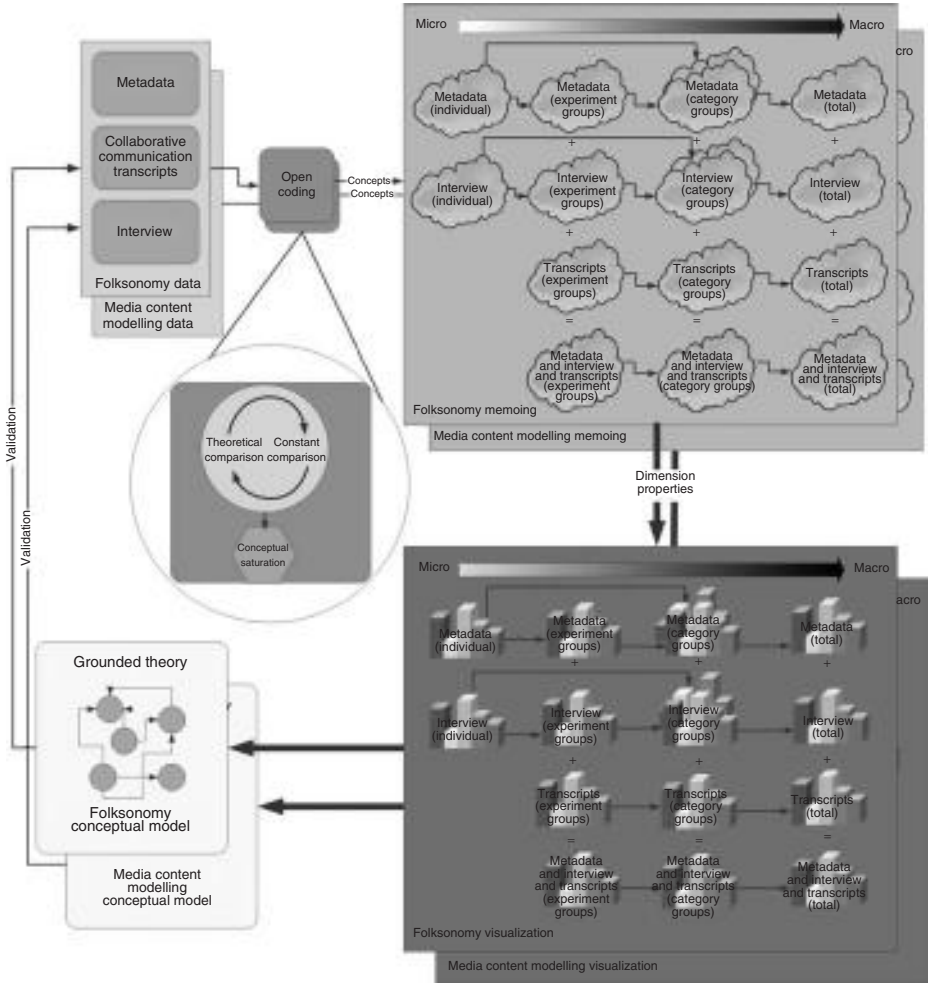 Metadata
Collaborative
communication
transcripts
Interview
Folksonomy data
Media content
modelling data
Open
coding
Concepts
Concepts
Micro
Macro
cro
Metadata
(individual)
Metadata
(experiment
groups)
Metadata
(category
groups)
Metadata
(total)
+
+
+
Interview
(individual)
Interview
(experiment
groups)
Interview
(category
groups)
Interview
(total)
+
+
+
Transcripts
(experiment
groups)
Transcripts
(category
groups)
Transcripts
(total)
=
=
=
Metadata
and interview
and transcripts
(experiment
groups)
Metadata
and interview
and transcripts
(category groups)
Metadata
and interview
and transcripts
(total)
Folksonomy memoing
Media content modelling memoing
Theoretical
comparison
Constant
comparison
Conceptual
saturation
Validation
Validation
Dimension
properties
Micro
Macro
acro
Metadata
(individual)
Metadata
(experiment
groups)
Metadata
(category
groups)
Metadata
(total)
+
+
+
Interview
(individual)
Interview
(experiment
groups)
Interview
(category
groups)
Interview
(total)
+
+
+
Transcripts
(experiment
groups)
Transcripts
(category
groups)
Transcripts
(total)
=
=
=
Metadata
and interview
and transcripts
(experiment
groups)
Metadata
and interview
and transcripts
(category
groups)
Metadata
and interview
and transcripts
(total)
Folksonomy visualization
Media content modelling visualization
Grounded theory
Folksonomy
conceptual model
Media content
modelling
conceptual model